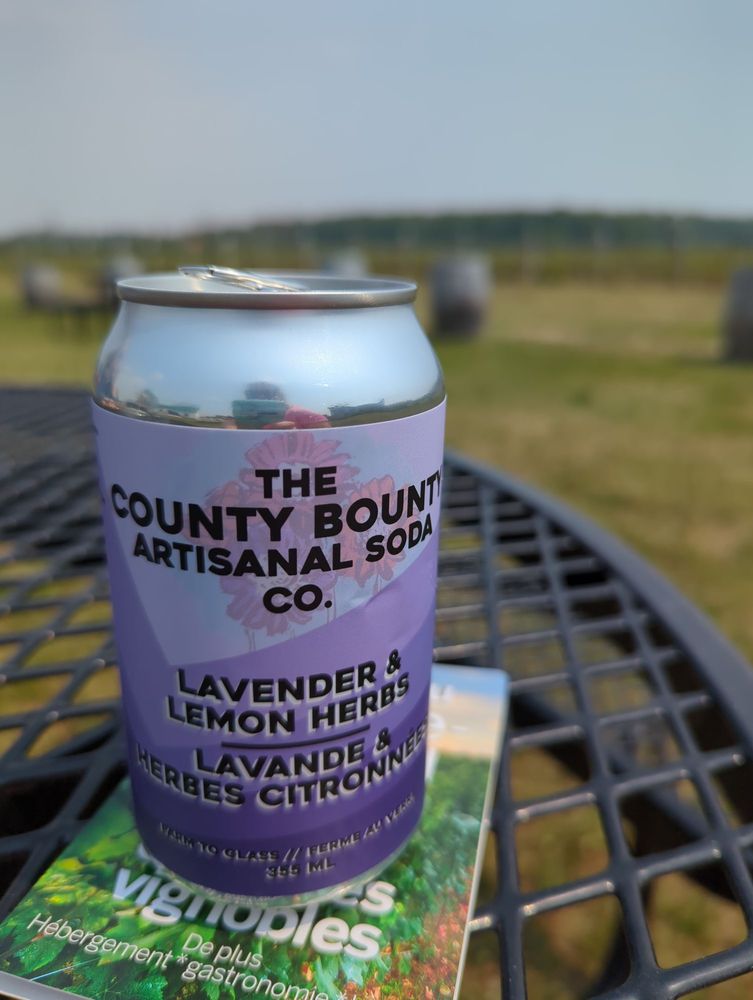 THE
COUNTY BOUNTY
ARTISANAL SODA
CO.
LAVENDER &
LEMON HERBS
LAVANDE &
HERBES CITRONNÉES
FARM TO GLASS // FERME AU VERRE
355 ML
vignobles
De plus
Hébergement * gastronomie *